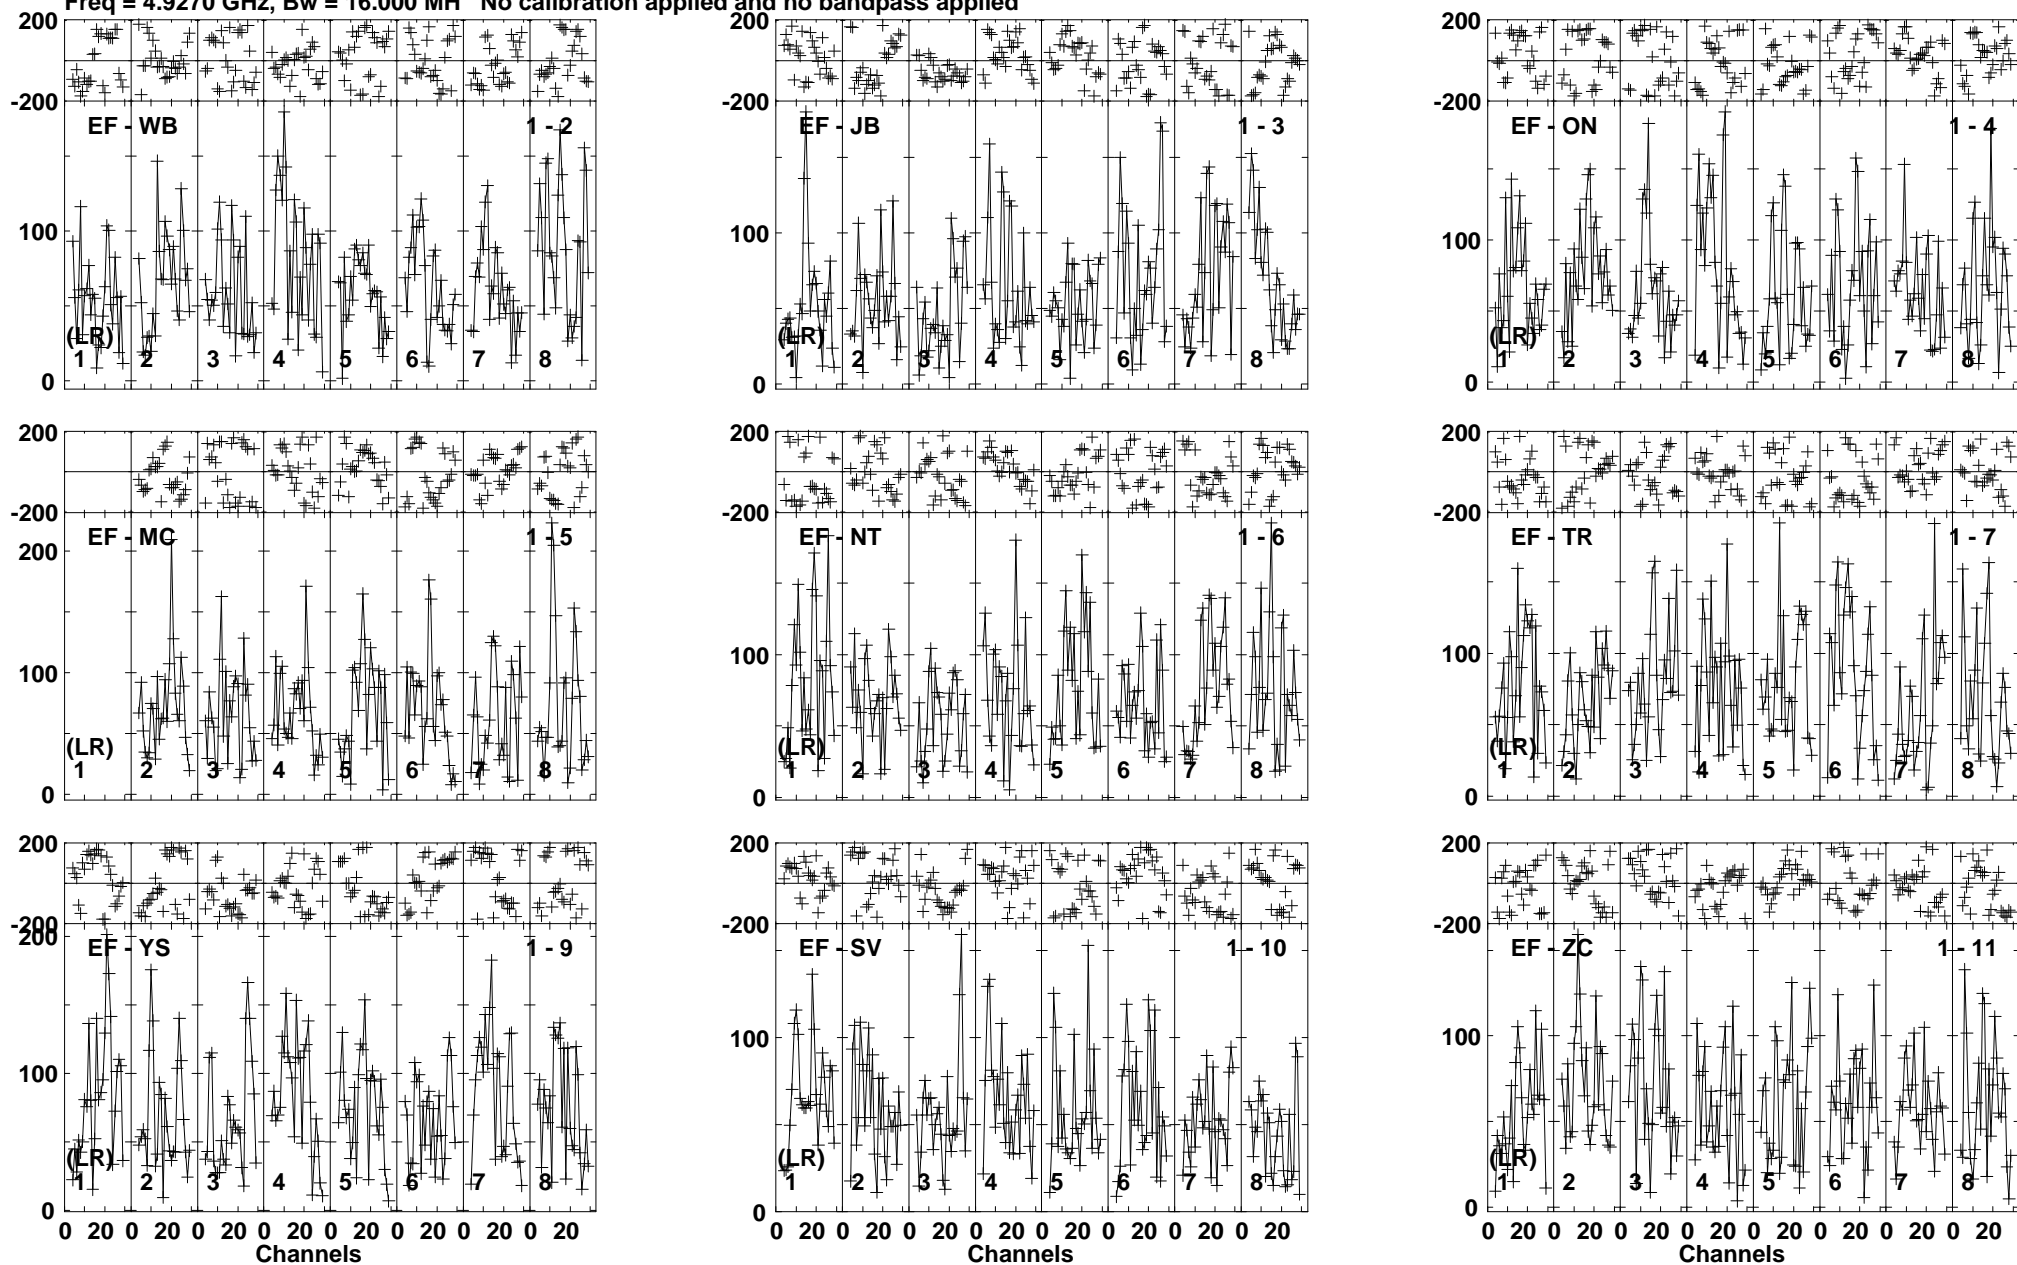 Freq = 4.9270 GHz, Bw = 16.000 MH No calibration applied and no bandpass applied
200 200 200
-200 -200 -200
EF - WB 1 - 2 EF - JB 1 - 3 EF - ON 1 - 4
100 100 100
(LR) (LR) (LR)
1 2 3 4 5 6 7 8 1 2 3 4 5 6 7 8 1 2 3 4 5 6 7 8
0 0 0
200 200 200
-200 -200 -200
EF - MC 1 - 5 EF - NT 1 - 6 EF - TR 1 - 7
200
100 100 100
(LR) (LR) (LR)
1 2 3 4 5 6 7 8 1 2 3 4 5 6 7 8 1 2 3 4 5 6 7 8
0 0 0
200 200 200
-200 -200 -200
200
EF - YS 1 - 9 EF - SV 1 - 10 EF - ZC 1 - 11
100 100 100
(LR) (LR) (LR)
1 2 3 4 5 6 7 8 1 2 3 4 5 6 7 8 1 2 3 4 5 6 7 8
0 0 0
0 20 0 20 0 20 0 20 0 20 0 20 0 20 0 20 0 20 0 20 0 20 0 20 0 20 0 20 0 20 0 20 0 20 0 20 0 20 0 20 0 20 0 20 0 20 0 20
Channels Channels Channels